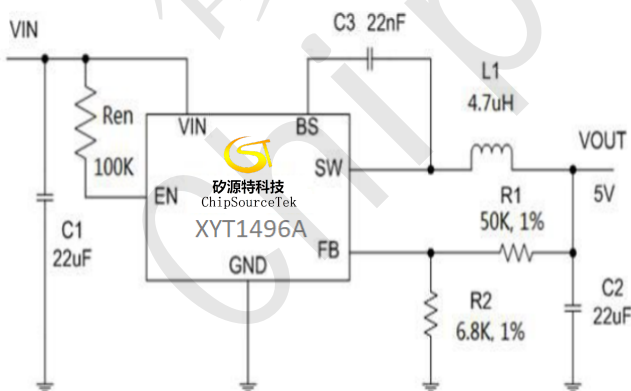 VIN
C3 22nF
L1
4.7uH
Ren
100K
VIN
BS
VOUT
5V
SW
矽源特科技
ChipSourceTek
XYT1496A
EN
FB
GND
R1
50K, 1%
C1
22uF
R2
6.8K, 1%
C2
22uF
Chip